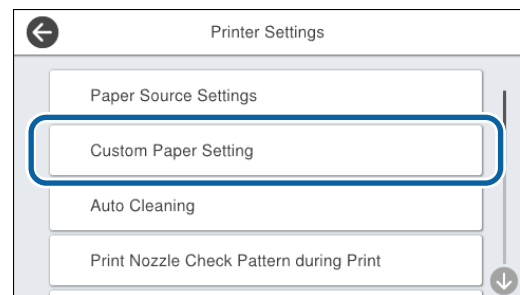 Printer Settings
Paper Source Settings
Custom Paper Setting
Auto Cleaning
Print Nozzle Check Pattern during Print